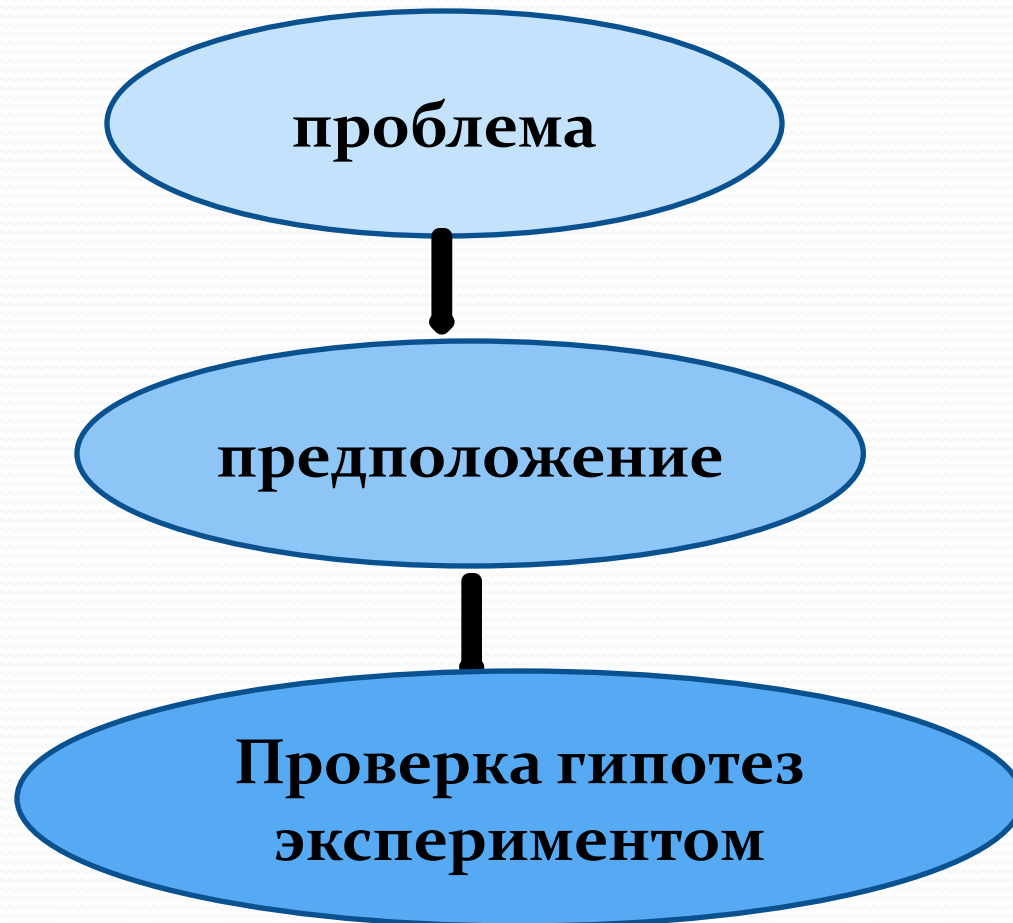 проблема
предположение
Проверка гипотез
экспериментом